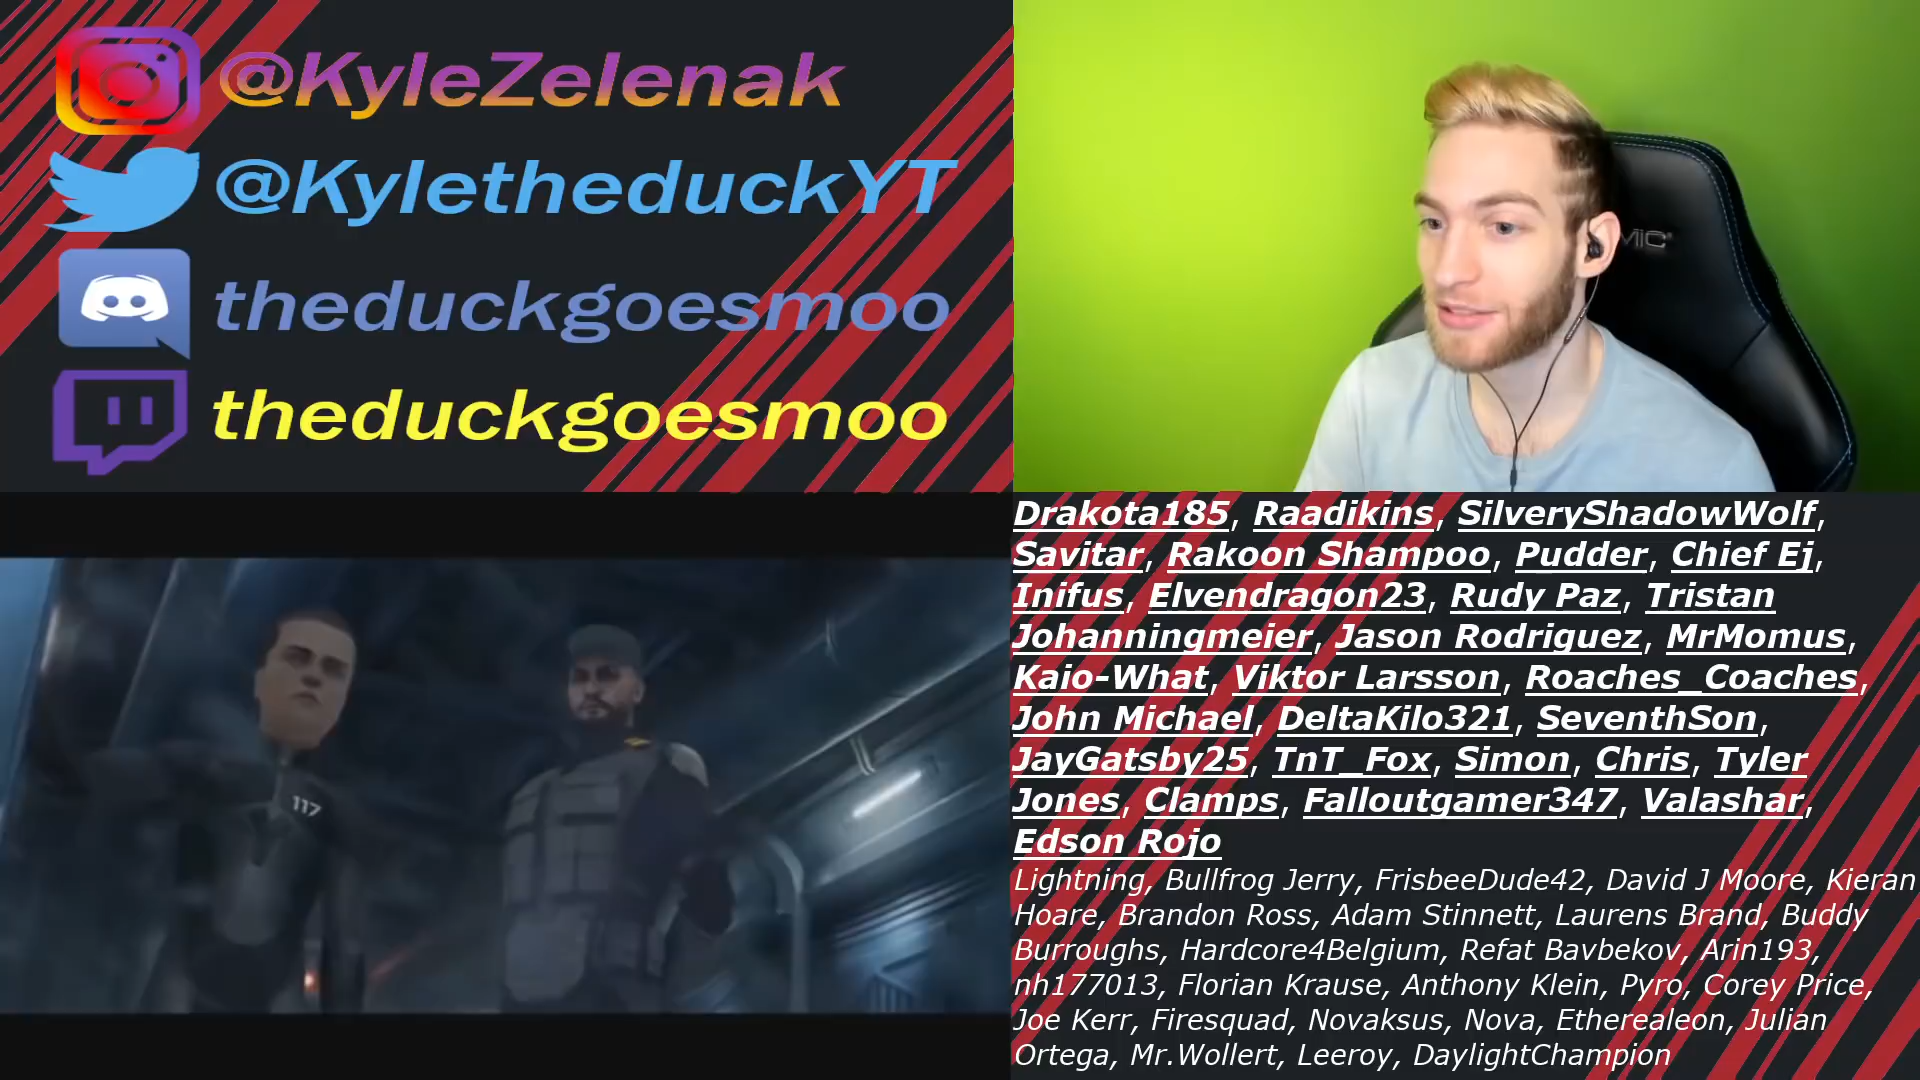 @KyleZelenak
@KyletheduckYT
theduckgoesmoo
theduckgoesmoo
MIC
117
Drakota185, Raadikins, SilveryShadowWolf,
Savitar, Rakoon Shampoo, Pudder, Chief Ej,
Inifus, Elvendragon23, Rudy Paz, Tristan
Johanningmeier, Jason Rodriguez, MrMomus,
Kaio-What, Viktor Larsson, Roaches_Coaches,
John Michael, DeltaKilo321, SeventhSon,
JayGatsby25, TnT_Fox, Simon, Chris, Tyler
Jones, Clamps, Falloutgamer347, Valashar,
Edson Rojo
Lightning, Bullfrog Jerry, FrisbeeDude42, David J Moore, Kieran
Hoare, Brandon Ross, Adam Stinnett, Laurens Brand, Buddy
Burroughs, Hardcore4Belgium, Refat Bavbekov, Arin193,
nh177013, Florian Krause, Anthony Klein, Pyro, Corey Price,
Joe Kerr, Firesquad, Novaksus, Nova, Etherealeon, Julian
Ortega, Mr.Wollert, Leeroy, DaylightChampion